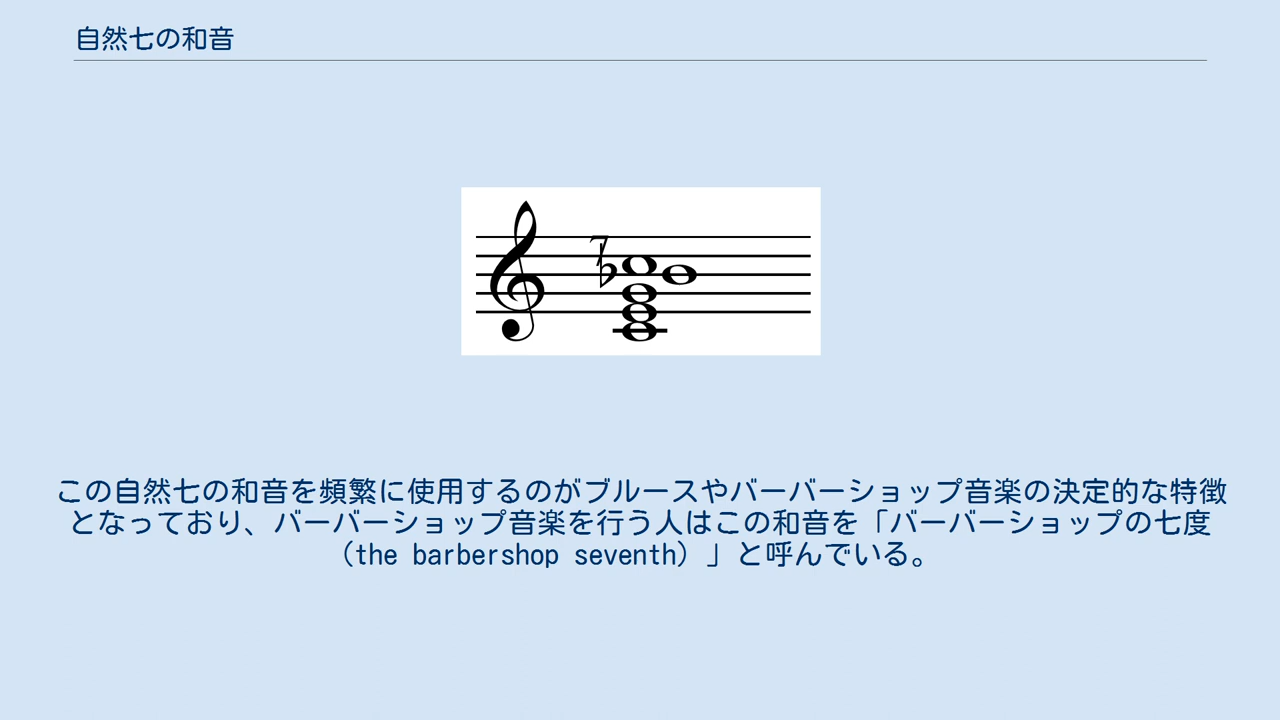 自然七の和音
7
この自然七の和音を頻繁に使用するのがブルースやバーバーショップ音楽の決定的な特徴
となっており、バーバーショップ音楽を行う人はこの和音を「バーバーショップの七度
（the barbershop seventh）」と呼んでいる。